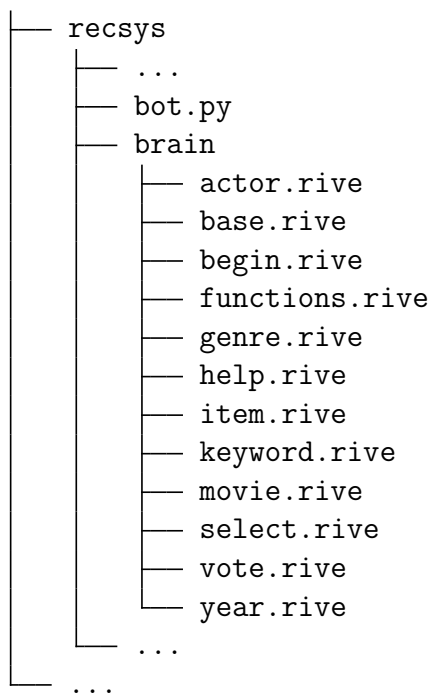 recsys
...
bot.py
brain
actor.rive
base.rive
begin.rive
functions.rive
genre.rive
help.rive
item.rive
keyword.rive
movie.rive
select.rive
vote.rive
year.rive
...
...